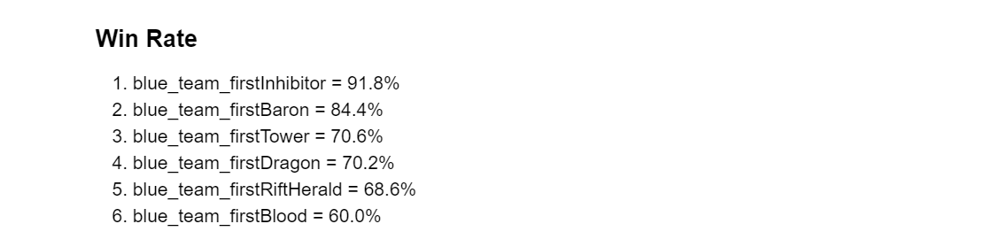 Win Rate
1. blue_team_firstInhibitor = 91.8%
2. blue_team_firstBaron = 84.4%
3. blue_team_firstTower = 70.6%
4. blue_team_firstDragon = 70.2%
5. blue_team_firstRiftHerald = 68.6%
6. blue_team_firstBlood = 60.0%